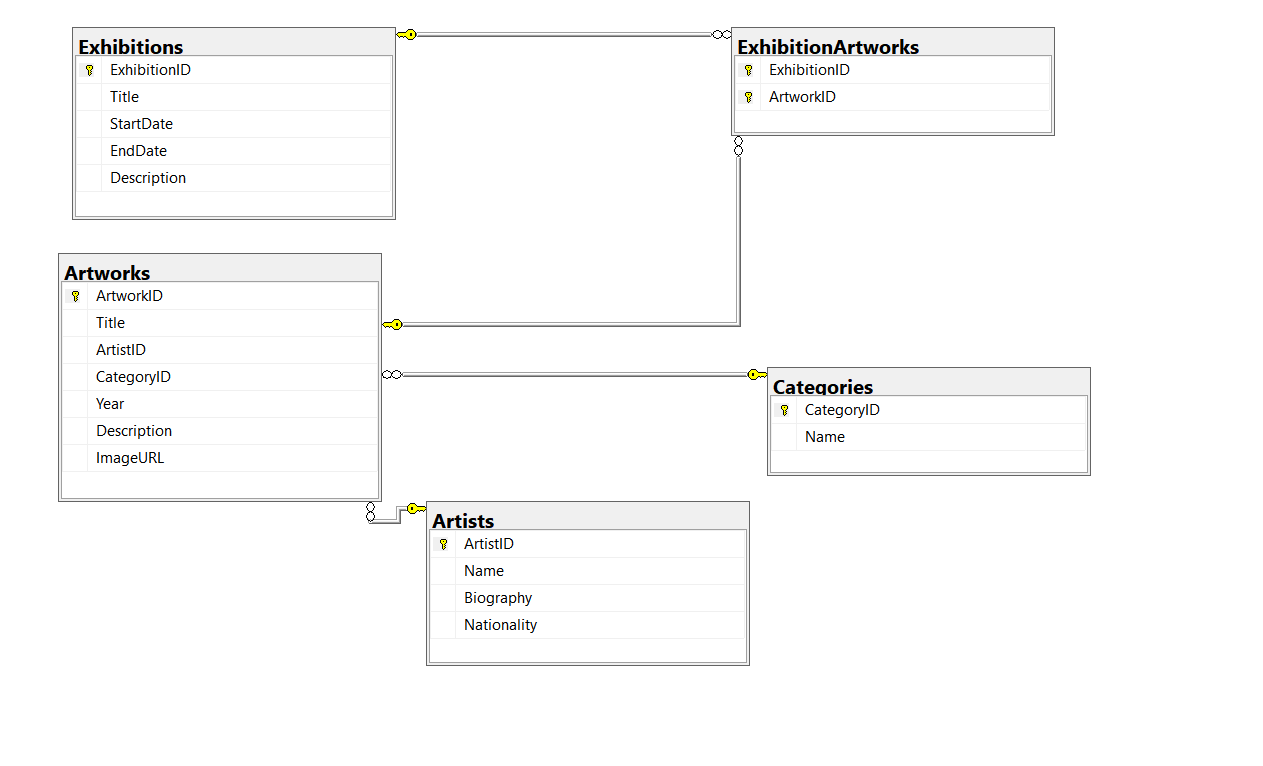 Exhibitions
ExhibitionID
Title
StartDate
EndDate
Description
ExhibitionArtworks
ExhibitionID
ArtworkID
Artworks
ArtworkID
Title
ArtistID
CategoryID
Year
Description
ImageURL
Categories
CategoryID
Name
Artists
ArtistID
Name
Biography
Nationality